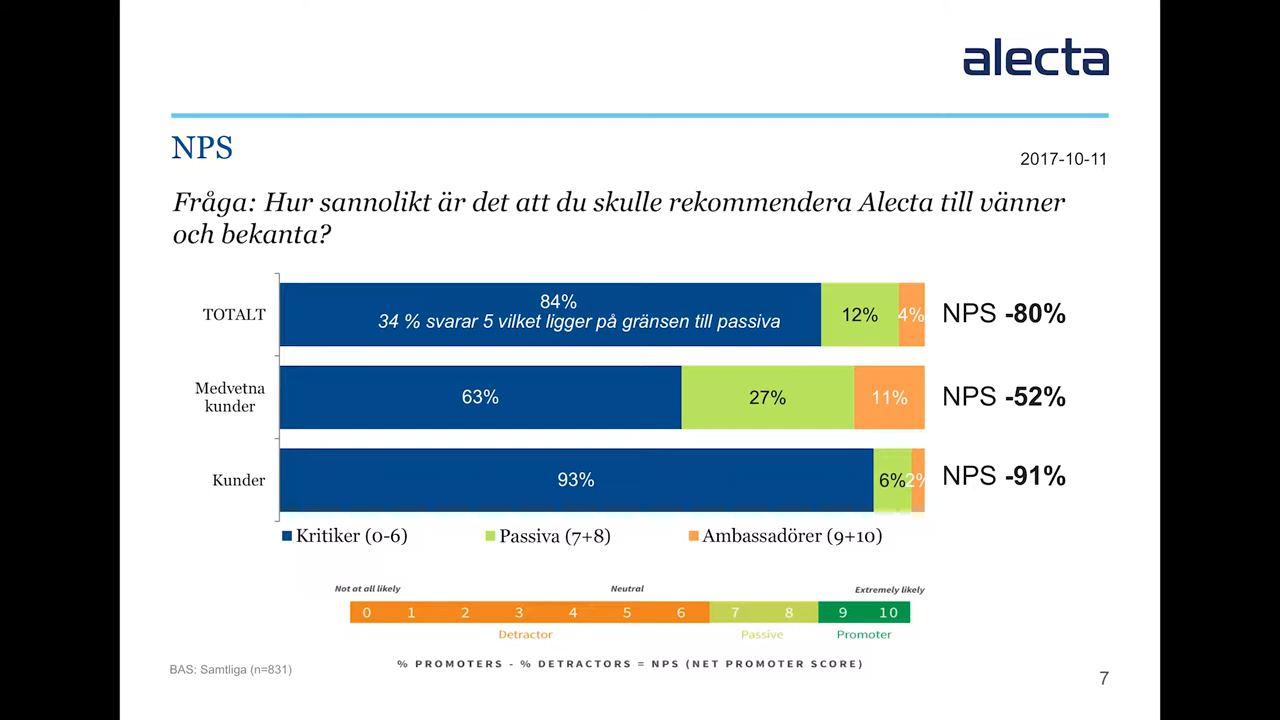 alecta
NPS
2017-10-11
Fråga: Hur sannolikt är det att du skulle rekommendera Alecta till vänner
och bekanta?
TOTALT
84%
34 % svarar 5 vilket ligger på gränsen till passiva
12%
4%
NPS -80%
Medvetna
kunder
63%
27%
11%
NPS -52%
Kunder
93%
6%
2%
NPS -91%
Kritiker (0-6)
Passiva (7+8)
Ambassadörer (9+10)
Not at all likely
Neutral
Extremely likely
0 1 2 3 4 5 6 7 8 9 10
Detractor
Passive
Promoter
% PROMOTERS - % DETRACTORS = NPS (NET PROMOTER SCORE)
BAS: Samtliga (n=831)
7